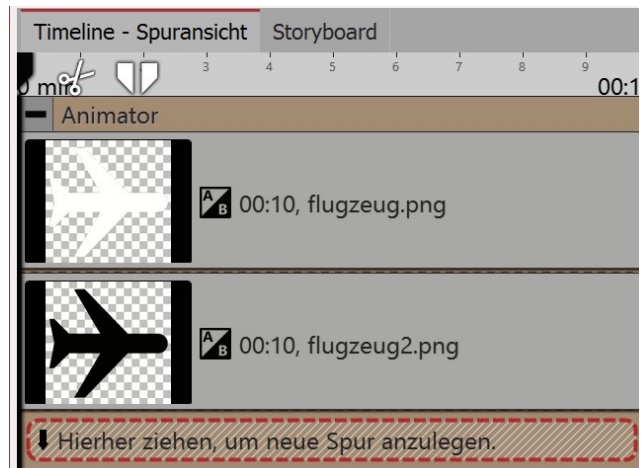 Timeline - Spuransicht Storyboard
3 4 5 6 7 8 9
0 min 00:1
Animator
A B 00:10, flugzeug.png
A B 00:10, flugzeug2.png
Hierher ziehen, um neue Spur anzulegen.